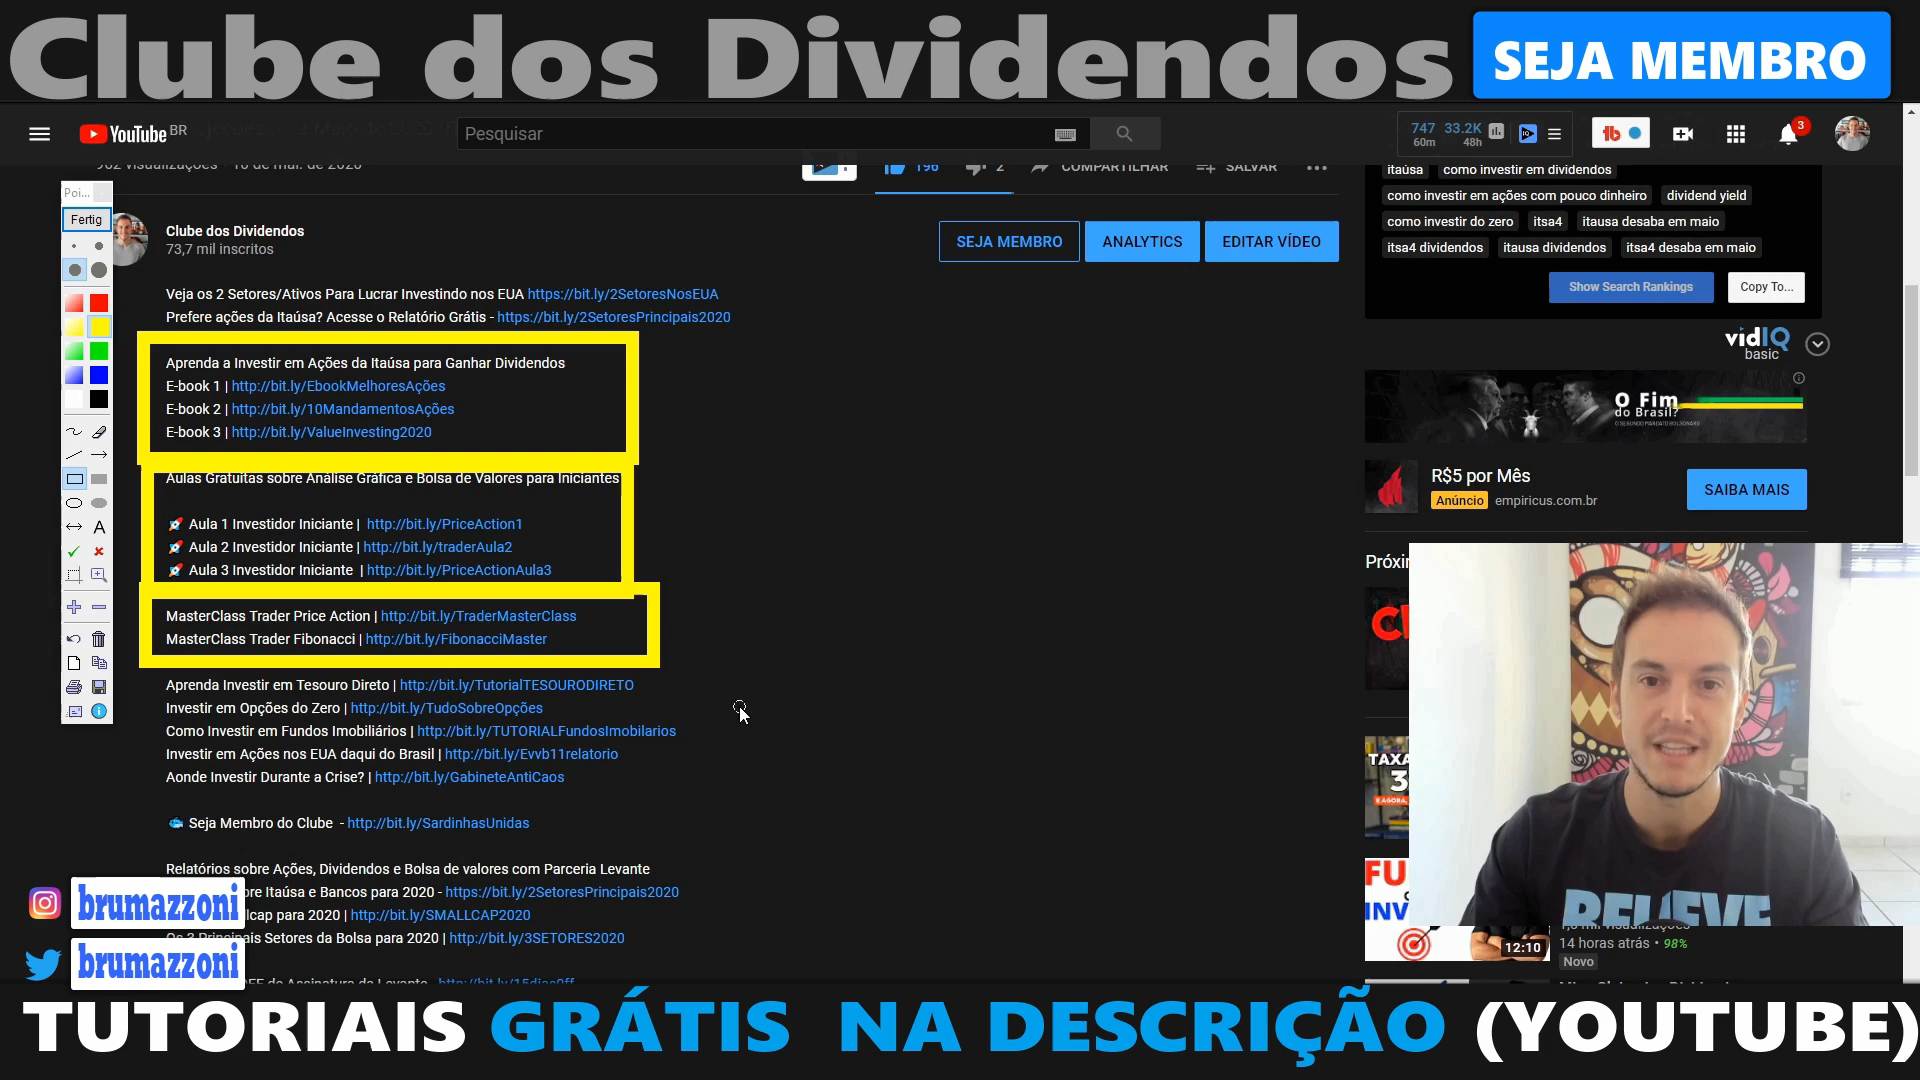 Clube dos Dividendos
SEJA MEMBRO
YouTube BR
Pesquisar
747 33.2K
60m 48h
3
196
2
COMPARTILHAR
SALVAR
Fertig
Clube dos Dividendos
73,7 mil inscritos
SEJA MEMBRO
ANALYTICS
EDITAR VÍDEO
Veja os 2 Setores/Ativos Para Lucrar Investindo nos EUA https://bit.ly/2SetoresNosEUA
Prefere ações da Itaúsa? Acesse o Relatório Grátis - https://bit.ly/2SetoresPrincipais2020
Aprenda a Investir em Ações da Itaúsa para Ganhar Dividendos
E-book 1 | http://bit.ly/EbookMelhoresAções
E-book 2 | http://bit.ly/10MandamentosAções
E-book 3 | http://bit.ly/ValueInvesting2020
Aulas Gratuitas sobre Análise Gráfica e Bolsa de Valores para Iniciantes
🚀 Aula 1 Investidor Iniciante | http://bit.ly/PriceAction1
🚀 Aula 2 Investidor Iniciante | http://bit.ly/traderAula2
🚀 Aula 3 Investidor Iniciante | http://bit.ly/PriceActionAula3
MasterClass Trader Price Action | http://bit.ly/TraderMasterClass
MasterClass Trader Fibonacci | http://bit.ly/FibonacciMaster
Aprenda Investir em Tesouro Direto | http://bit.ly/TutorialTESOURODIRETO
Investir em Opções do Zero | http://bit.ly/TudoSobreOpções
Como Investir em Fundos Imobiliários | http://bit.ly/TUTORIALFundosImobilarios
Investir em Ações nos EUA daqui do Brasil | http://bit.ly/Evvb11relatorio
Aonde Investir Durante a Crise? | http://bit.ly/GabineteAntiCaos
🐟 Seja Membro do Clube - http://bit.ly/SardinhasUnidas
Relatórios sobre Ações, Dividendos e Bolsa de valores com Parceria Levante
Itaúsa e Bancos para 2020 - https://bit.ly/2SetoresPrincipais2020
para 2020 | http://bit.ly/SMALLCAP2020
Setores da Bolsa para 2020 | http://bit.ly/3SETORES2020
brumazzoni
brumazzoni
itaúsa
como investir em dividendos
como investir em ações com pouco dinheiro
dividend yield
como investir do zero
itsa4
itausa desaba em maio
itsa4 dividendos
itausa dividendos
itsa4 desaba em maio
Show Search Rankings
Copy To...
vidIQ
basic
O Fim
do Brasil?
O SEGUNDO MANDATO BOLSONARO
R$5 por Mês
Anúncio empiricus.com.br
SAIBA MAIS
TAXA
3
FU
INV
12:10
14 horas atrás • 98%
Novo
BELIEVE
TUTORIAIS GRÁTIS NA DESCRIÇÃO (YOUTUBE)